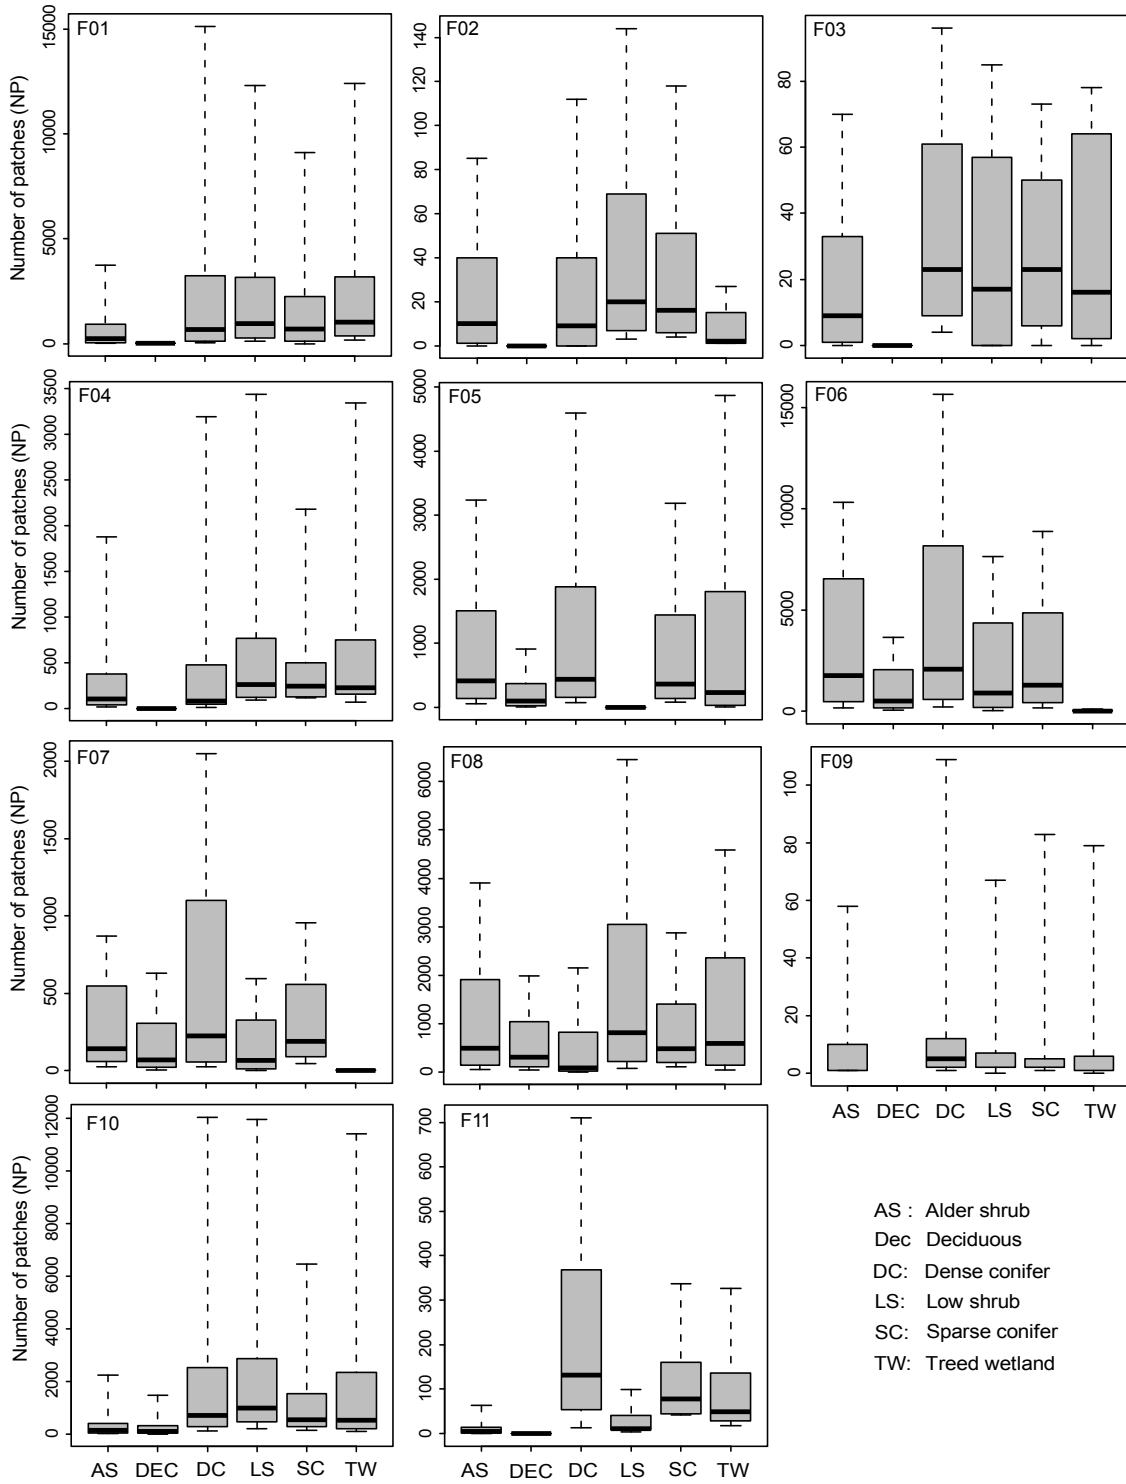 F01
F02
F03
Number of patches (NP)
0 5000 10000 15000
0 20 40 60 80 100 120 140
0 20 40 60 80
F04
F05
F06
Number of patches (NP)
0 500 1000 1500 2000 2500 3000 3500
0 1000 2000 3000 4000 5000
0 5000 10000 15000
F07
F08
F09
Number of patches (NP)
0 500 1000 1500 2000
0 1000 2000 3000 4000 5000 6000
0 20 40 60 80 100
AS DEC DC LS SC TW
F10
F11
Number of patches (NP)
0 2000 4000 6000 8000 10000 12000
0 100 200 300 400 500 600 700
AS DEC DC LS SC TW
AS DEC DC LS SC TW
AS : Alder shrub
Dec Deciduous
DC: Dense conifer
LS: Low shrub
SC: Sparse conifer
TW: Treed wetland